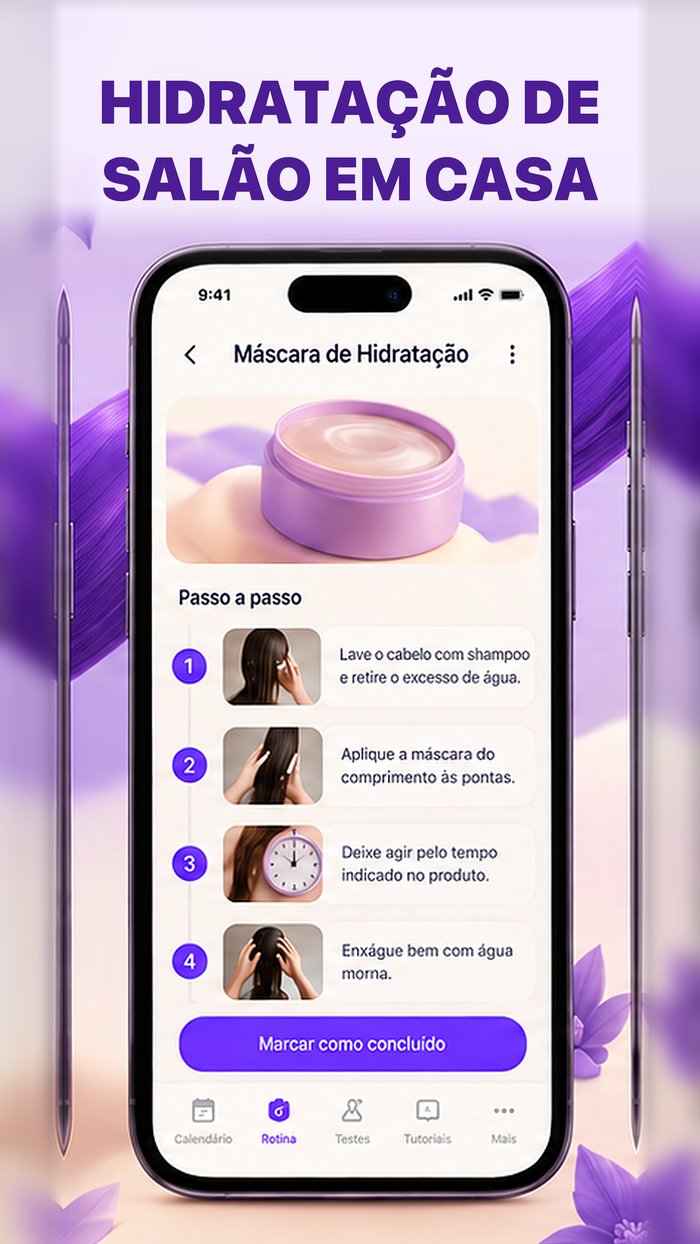 HIDRATAÇÃO DE
SALÃO EM CASA
9:41
Máscara de Hidratação
Passo a passo
1
Lave o cabelo com shampoo
e retire o excesso de água.
2
Aplique a máscara do
comprimento às pontas.
3
Deixe agir pelo tempo
indicado no produto.
4
Enxágue bem com água
morna.
Marcar como concluído
Calendário
Rotina
Testes
Tutoriais
Mais